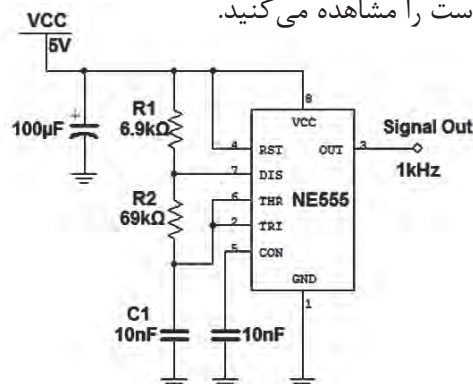 ست را مشاهده می‌کنید.
VCC
5V
100µF
+
R1
6.9kΩ
R2
69kΩ
C1
10nF
10nF
8
VCC
4
RST
OUT
3
7
DIS
6
THR
NE555
2
TRI
5
CON
GND
1
Signal Out
1kHz